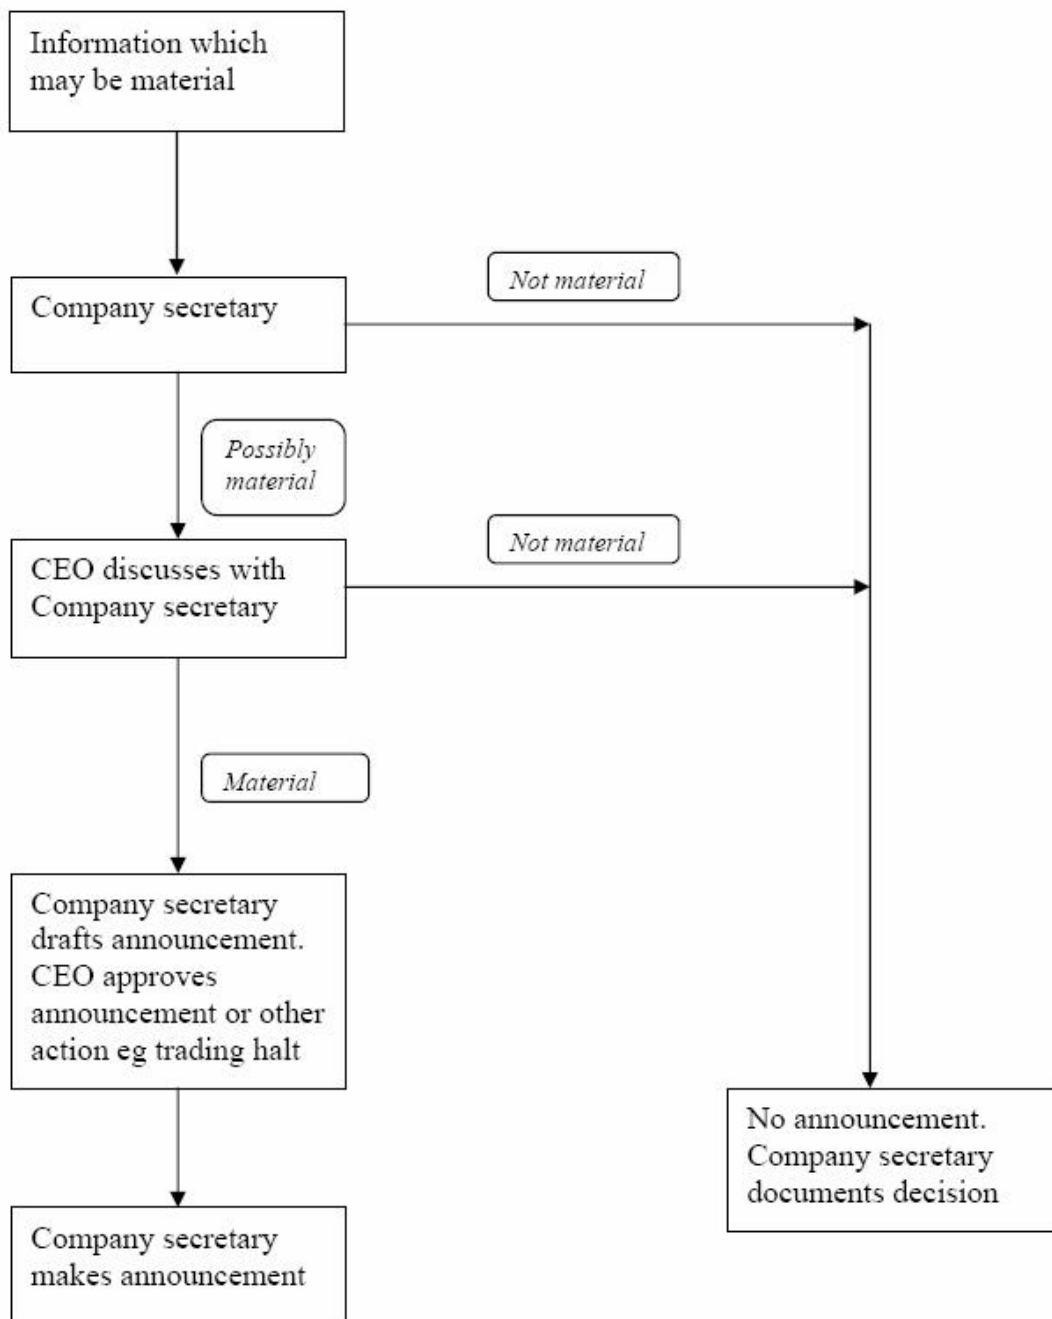 Information which
may be material
Not material
Company secretary
Possibly
material
Not material
CEO discusses with
Company secretary
Material
Company secretary
drafts announcement.
CEO approves
announcement or other
action eg trading halt
No announcement.
Company secretary
documents decision
Company secretary
makes announcement